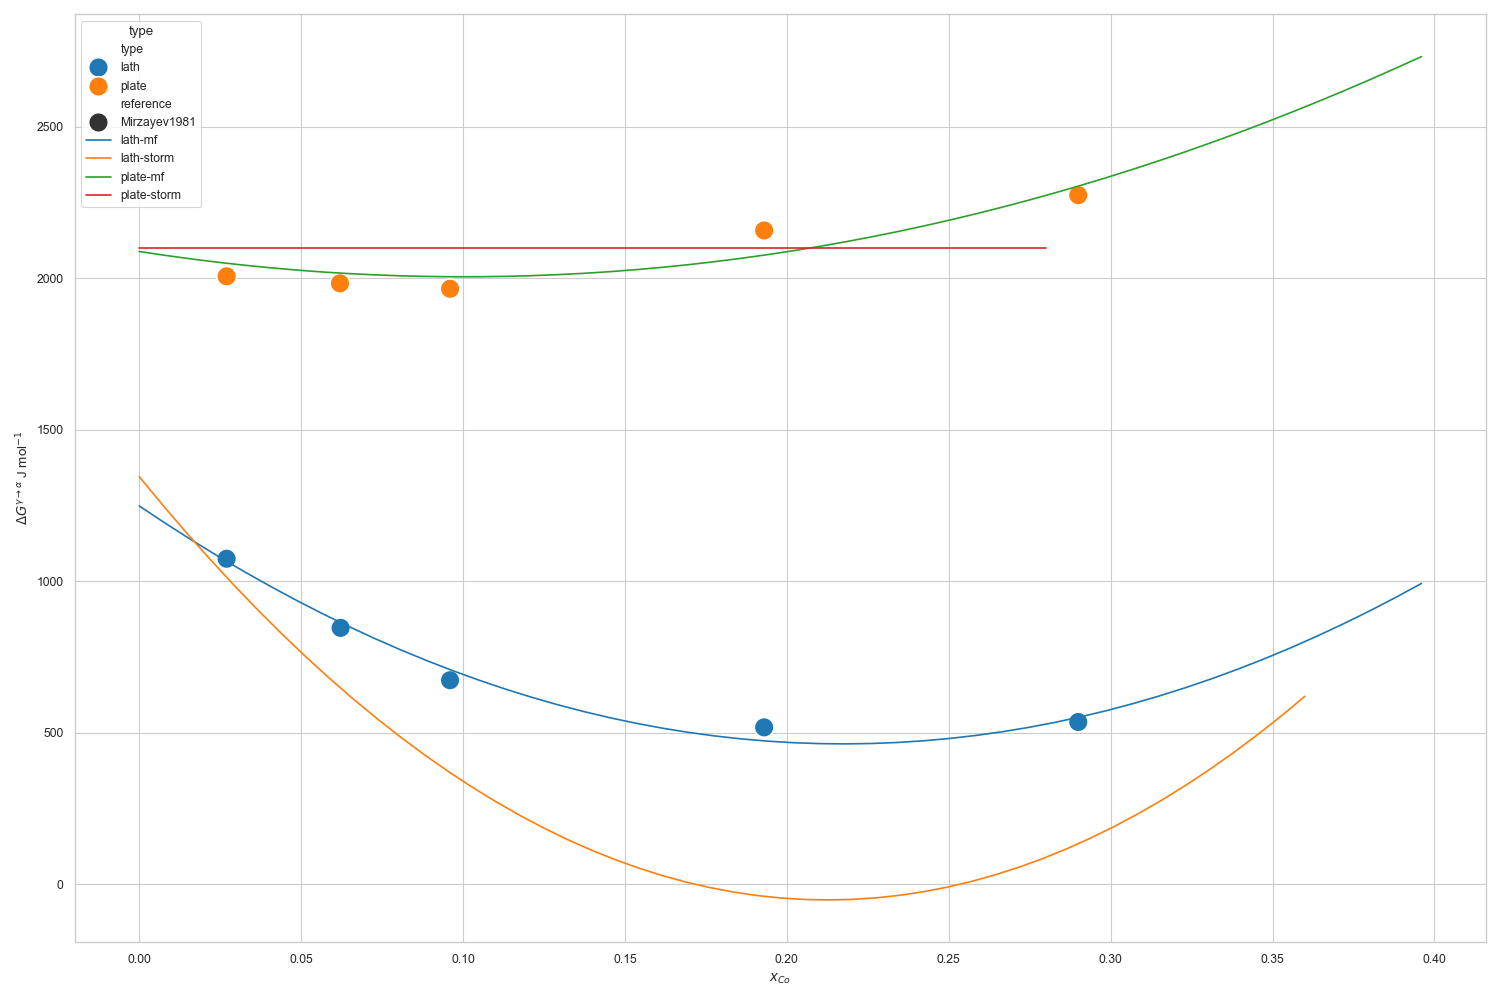 type
type
lath
plate
reference
Mirzayev1981
lath-mf
lath-storm
plate-mf
plate-storm
2500
2000
1500
1000
500
0
ΔG^{γ→α} J mol^{−1}
0.00 0.05 0.10 0.15 0.20 0.25 0.30 0.35 0.40
x_{Co}